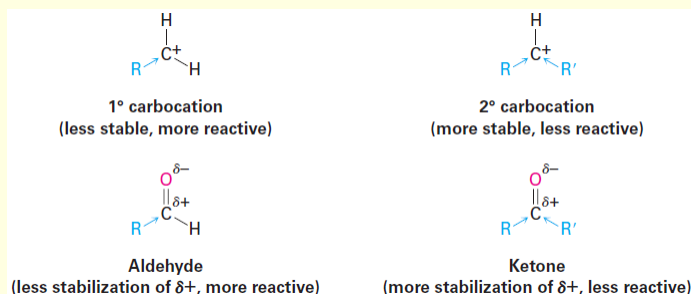 H H
C+ C+
R H R R'
1° carbocation 2° carbocation
(less stable, more reactive) (more stable, less reactive)
O δ– O δ–
δ+ δ+
C C
R H R R'
Aldehyde Ketone
(less stabilization of δ+, more reactive) (more stabilization of δ+, less reactive)